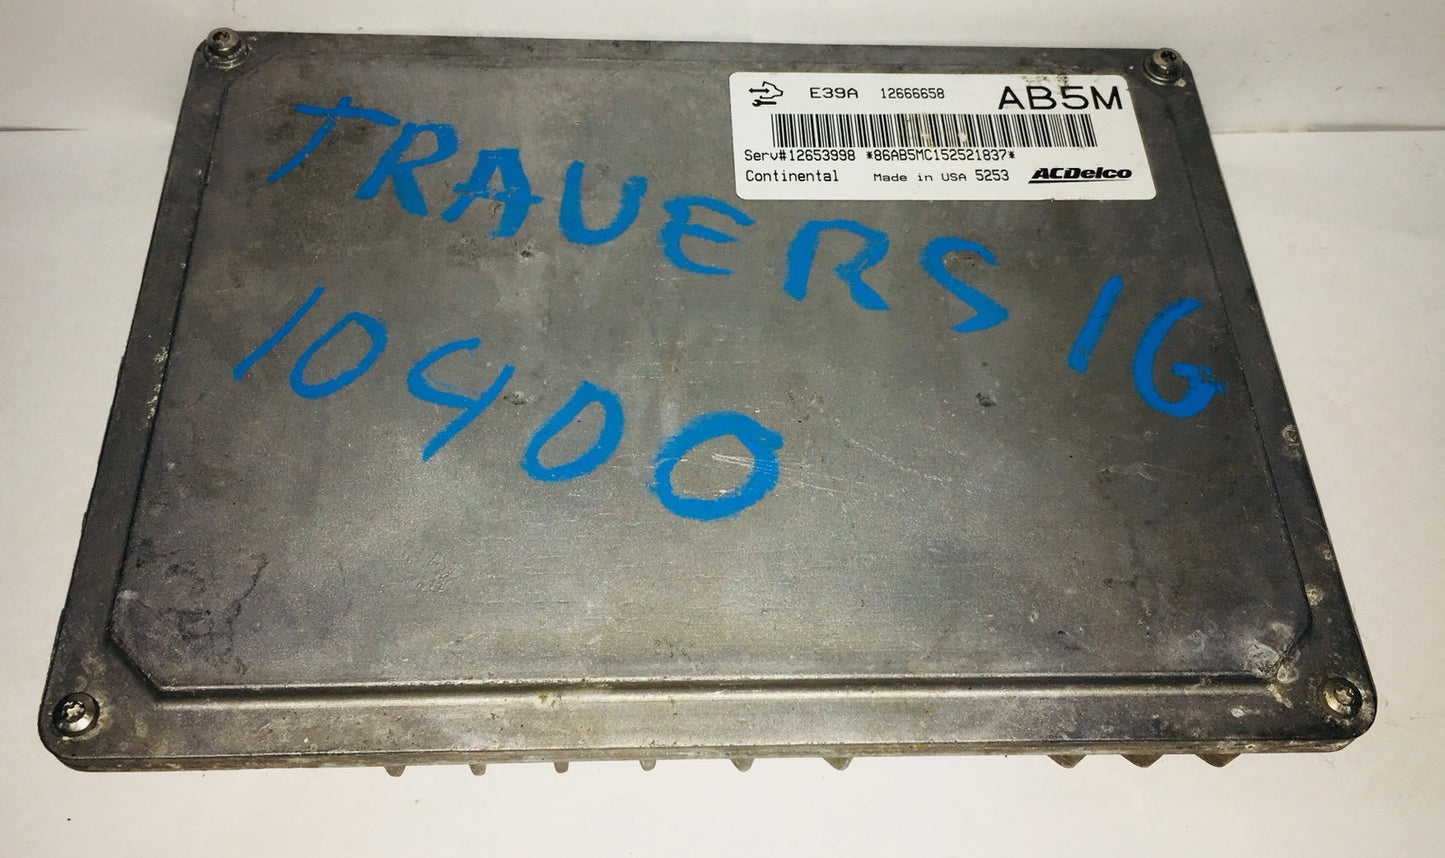 E39A 12666658 AB5M
Serv#12653998 *86AB5MC152521837*
Continental Made in USA 5253 ACDelco
TRAVERS 16
10400